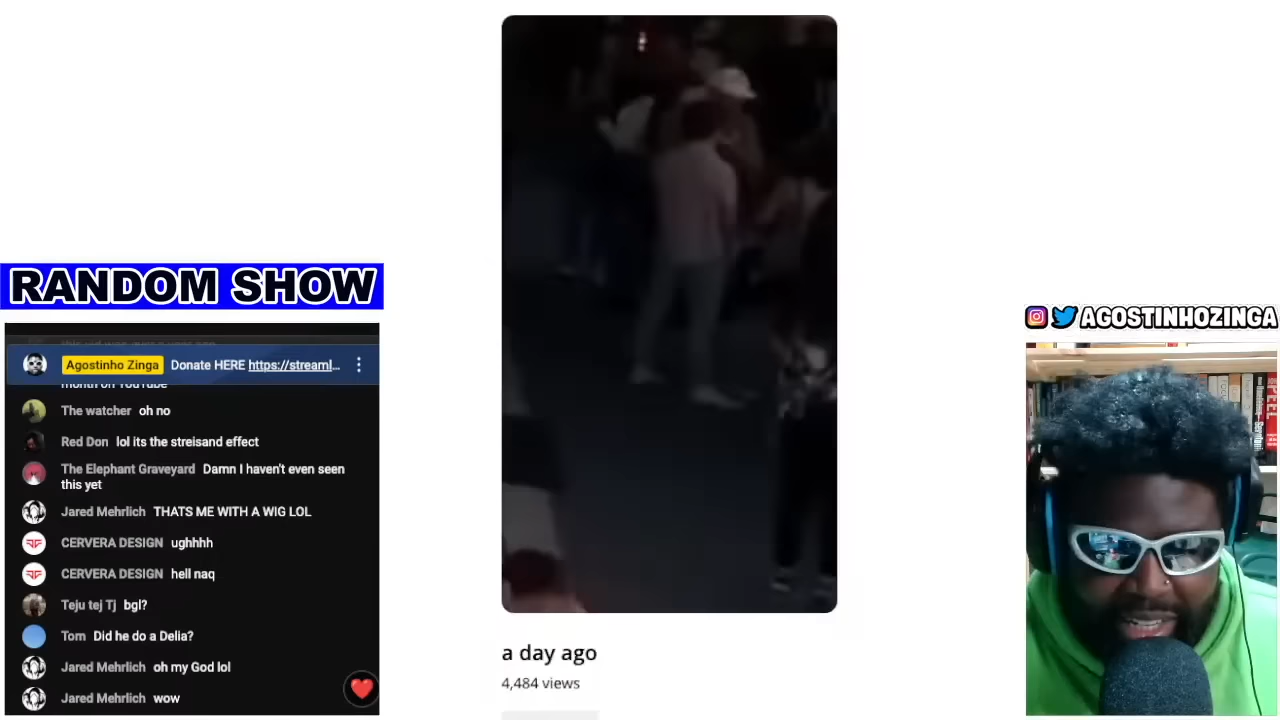 RANDOM SHOW
Agostinho Zinga Donate HERE https://streaml...
month on YouTube
The watcher oh no
Red Don lol its the streisand effect
The Elephant Graveyard Damn I haven't even seen
this yet
Jared Mehrlich THATS ME WITH A WIG LOL
CERVERA DESIGN ughhhh
CERVERA DESIGN hell naq
Teju tej Tj bgl?
Tom Did he do a Delia?
Jared Mehrlich oh my God lol
Jared Mehrlich wow
a day ago
4,484 views
AGOSTINHOZINGA